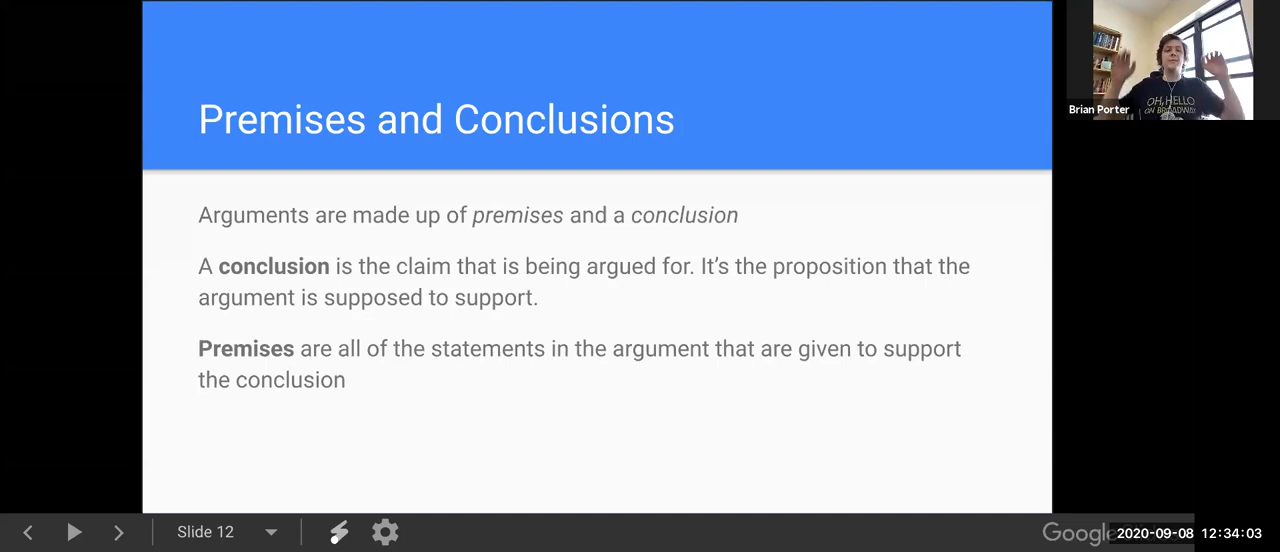 Premises and Conclusions
Arguments are made up of premises and a conclusion
A conclusion is the claim that is being argued for. It’s the proposition that the
argument is supposed to support.
Premises are all of the statements in the argument that are given to support
the conclusion
OH, HELLO
ON BROADWAY
Brian Porter
Slide 12
Google
2020-09-08 12:34:03